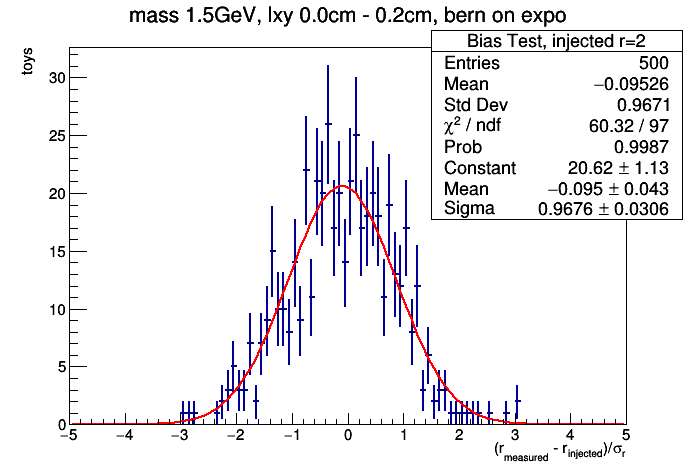 mass 1.5GeV, lxy 0.0cm - 0.2cm, bern on expo
toys
Bias Test, injected r=2
Entries 500
Mean −0.09526
Std Dev 0.9671
χ² / ndf 60.32 / 97
Prob 0.9987
Constant 20.62 ± 1.13
Mean −0.095 ± 0.043
Sigma 0.9676 ± 0.0306
30
25
20
15
10
5
0
−5 −4 −3 −2 −1 0 1 2 3 4 5
(r_measured - r_injected)/σ_r